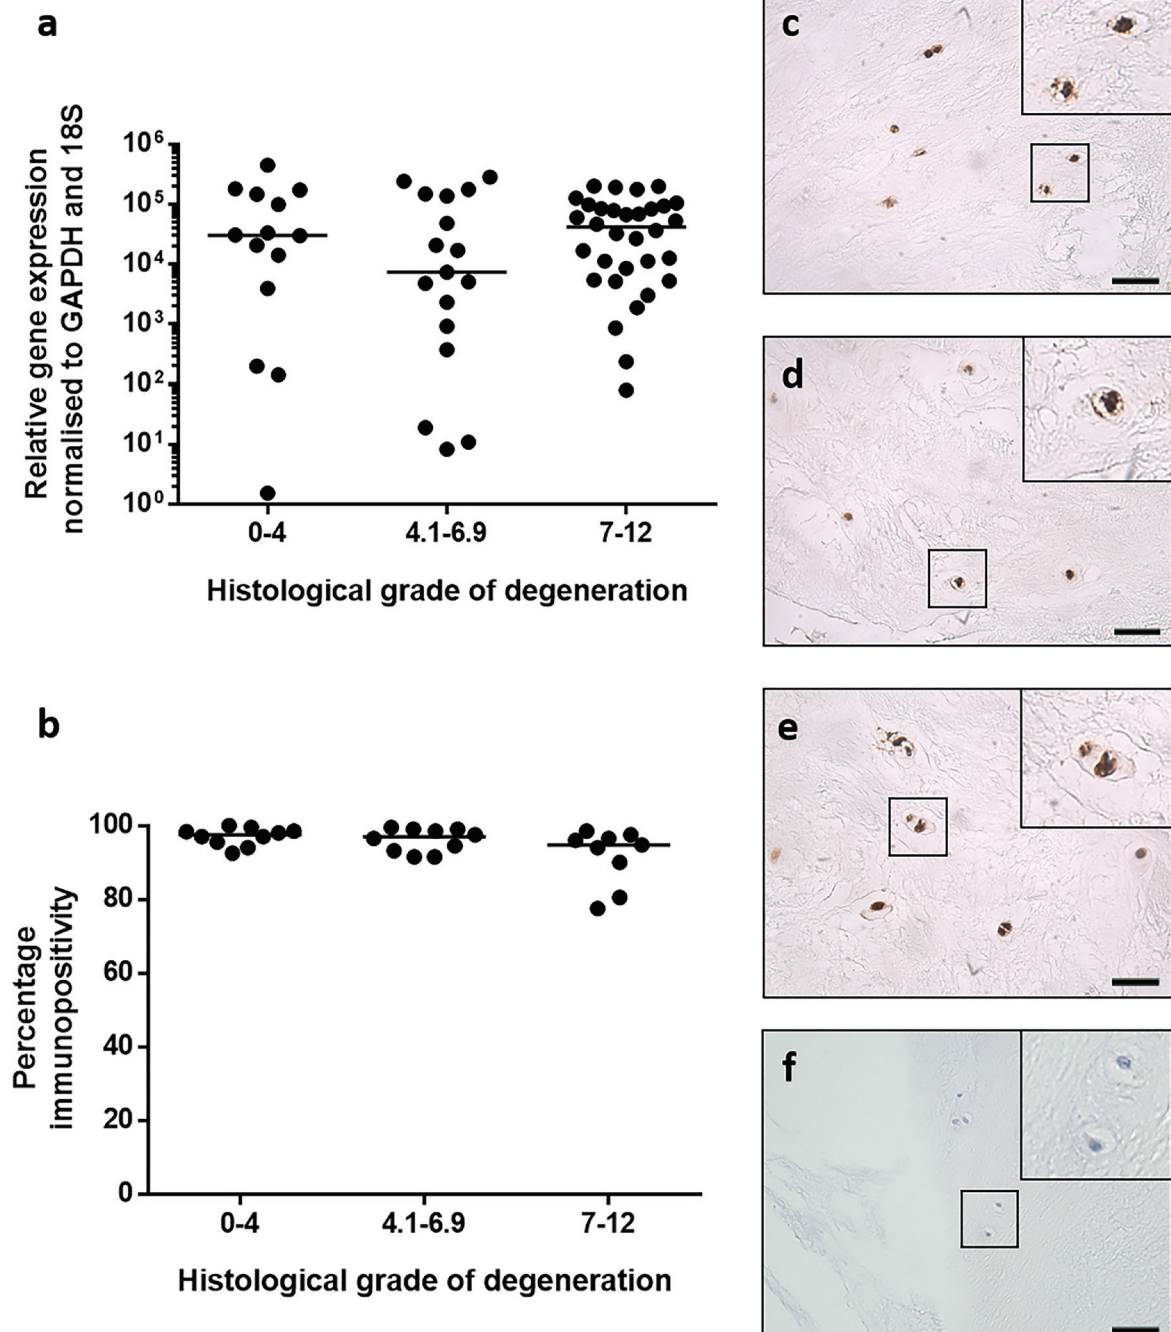 a
Relative gene expression
normalised to GAPDH and 18S
10⁶
10⁵
10⁴
10³
10²
10¹
10⁰
0-4
4.1-6.9
7-12
Histological grade of degeneration
b
Percentage
immunopositivity
100
80
60
40
20
0
0-4
4.1-6.9
7-12
Histological grade of degeneration
c
d
e
f